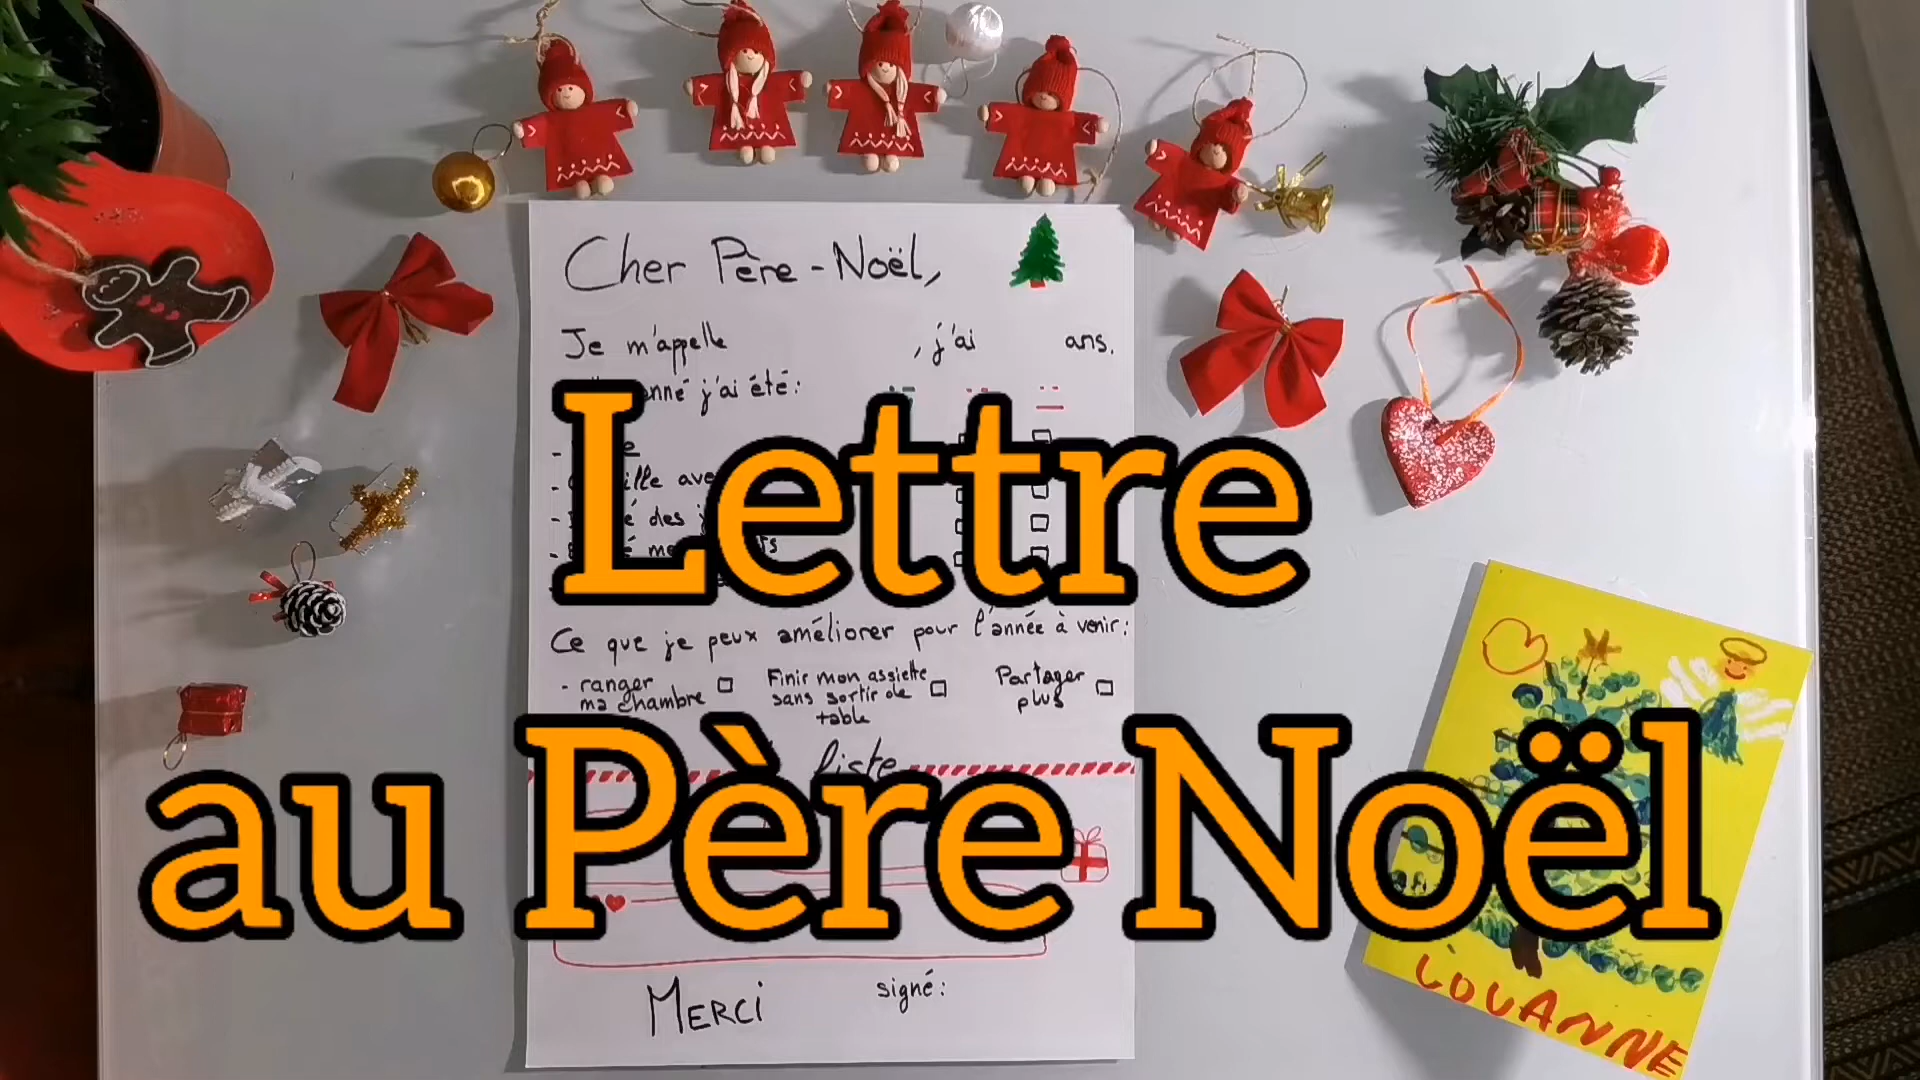 Cher Père-Noël,
Je m'appelle , j'ai ans.
j'ai été:
Lettre
Ce que je peux améliorer pour l'année à venir:
- ranger ma chambre
Finir mon assiette sans sortir de table
Partager plus
liste
au Père Noël
MERCI signé:
LOUANNE